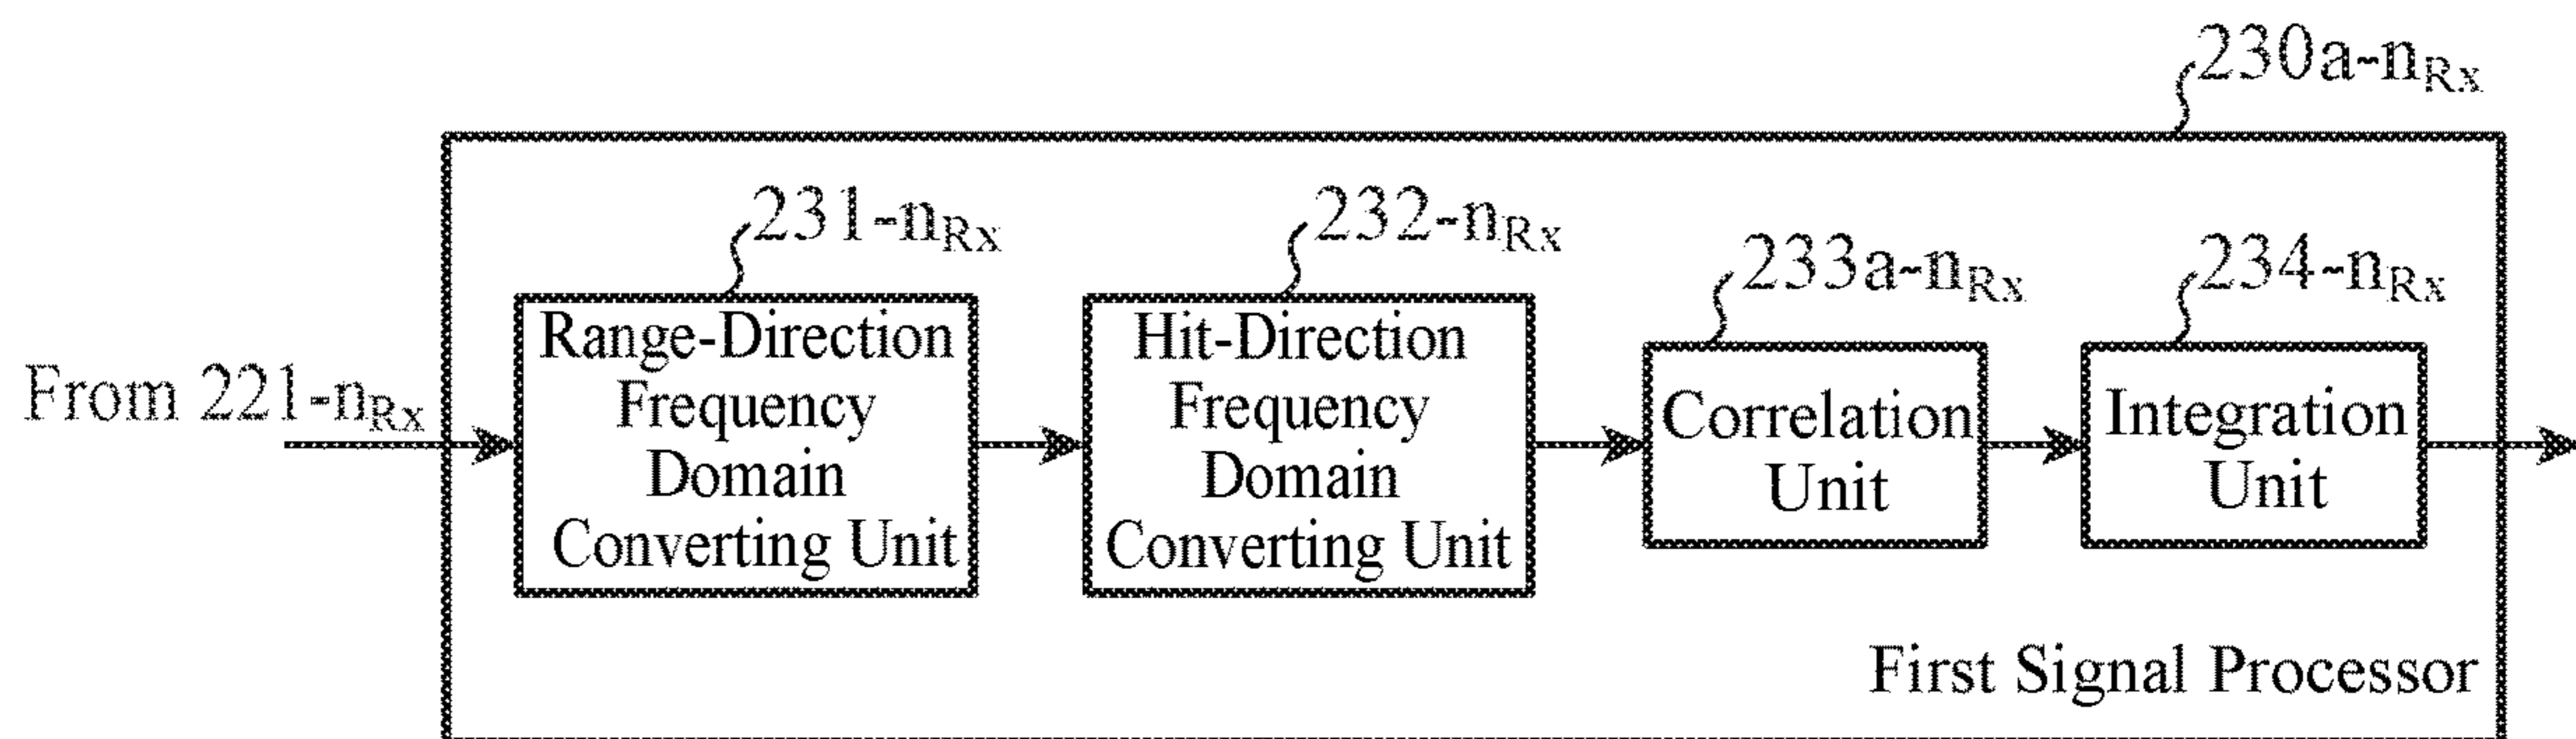 230a-nRx
231-nRx
232-nRx
233a-nRx
234-nRx
From 221-nRx
Range-Direction
Frequency
Domain
Converting Unit
Hit-Direction
Frequency
Domain
Converting Unit
Correlation
Unit
Integration
Unit
First Signal Processor